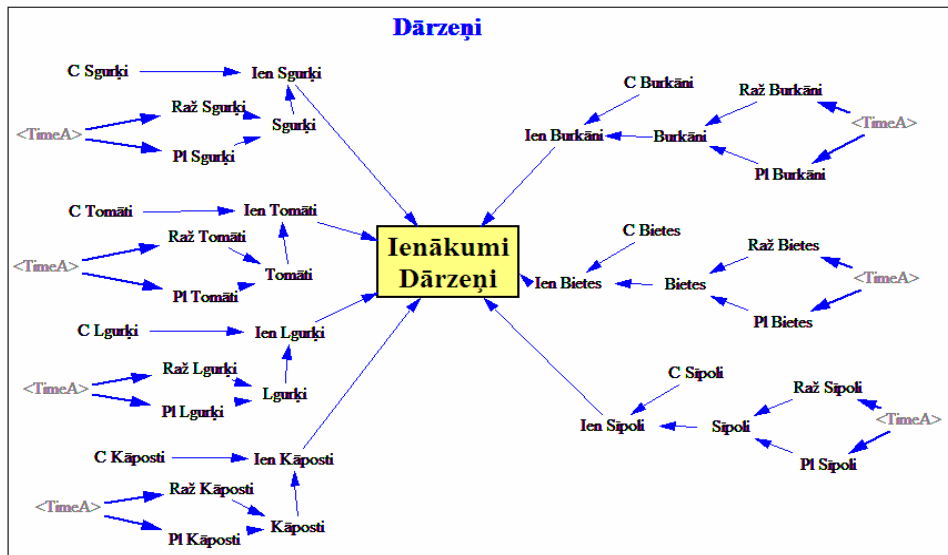 Dārzeņi
C Sgurķi
Ien Sgurķi
Raž Sgurķi
Sgurķi
<TimeA>
Pl Sgurķi
C Tomāti
Ien Tomāti
Raž Tomāti
<TimeA>
Tomāti
Pl Tomāti
C Lgurķi
Ien Lgurķi
Raž Lgurķi
<TimeA>
Lgurķi
Pl Lgurķi
C Kāposti
Ien Kāposti
Raž Kāposti
<TimeA>
Kāposti
Pl Kāposti
Ienākumi
Dārzeņi
C Burkāni
Raž Burkāni
<TimeA>
Ien Burkāni
Burkāni
Pl Burkāni
C Bietes
Raž Bietes
<TimeA>
Ien Bietes
Bietes
Pl Bietes
C Sīpoli
Raž Sīpoli
<TimeA>
Ien Sīpoli
Sīpoli
Pl Sīpoli